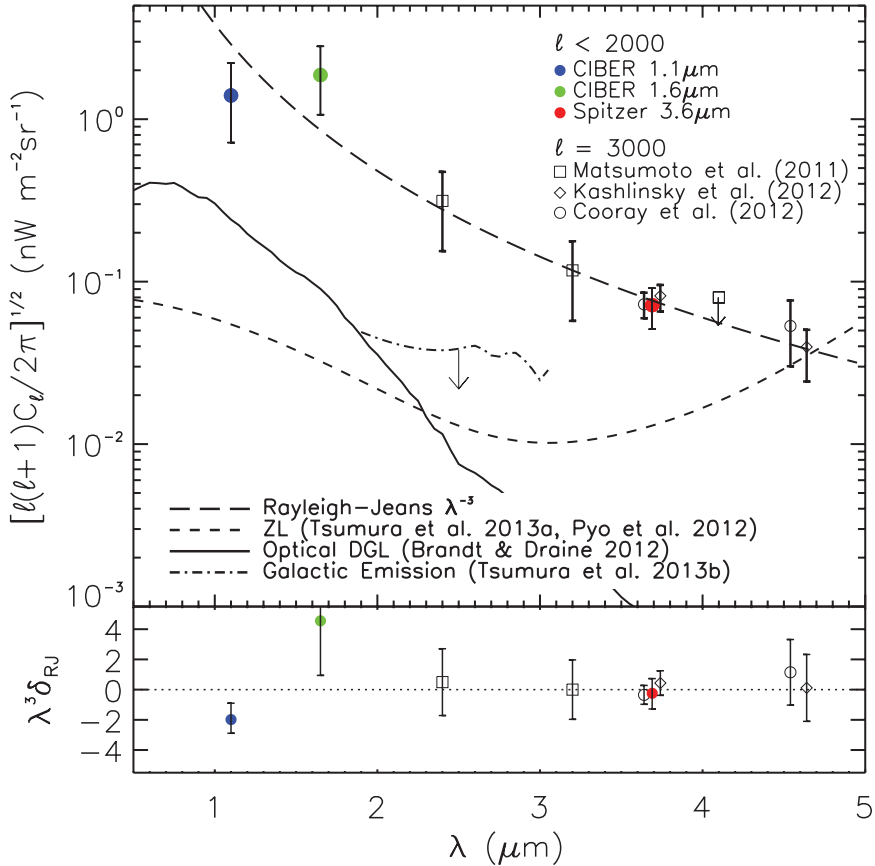 [ℓ(ℓ+1)Cℓ/2π]^1/2 (nW m⁻²sr⁻¹)
10⁰
10⁻¹
10⁻²
10⁻³
ℓ < 2000
CIBER 1.1μm
CIBER 1.6μm
Spitzer 3.6μm
ℓ = 3000
Matsumoto et al. (2011)
Kashlinsky et al. (2012)
Cooray et al. (2012)
Rayleigh-Jeans λ⁻³
ZL (Tsumura et al. 2013a, Pyo et al. 2012)
Optical DGL (Brandt & Draine 2012)
Galactic Emission (Tsumura et al. 2013b)
λ³δRJ
4
2
0
−2
−4
1 2 3 4 5
λ (μm)